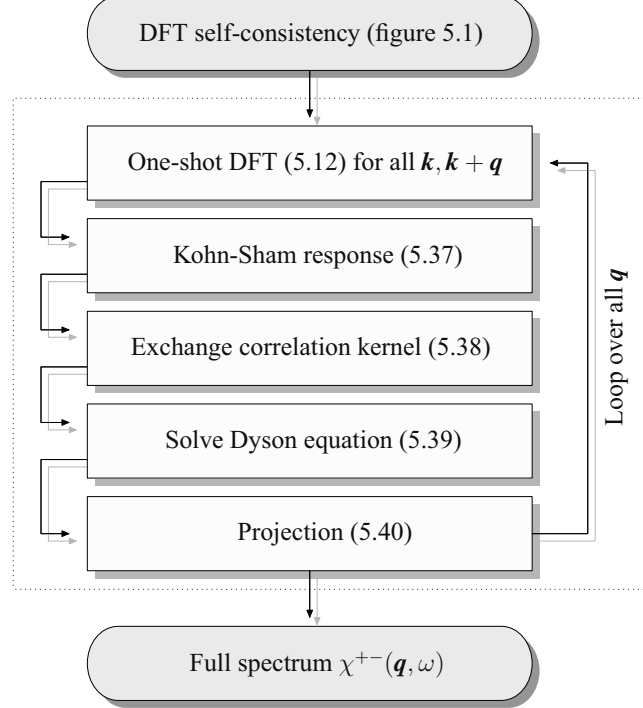 DFT self-consistency (figure 5.1)
One-shot DFT (5.12) for all k, k + q
Kohn-Sham response (5.37)
Exchange correlation kernel (5.38)
Solve Dyson equation (5.39)
Projection (5.40)
Loop over all q
Full spectrum χ⁺⁻(q, ω)